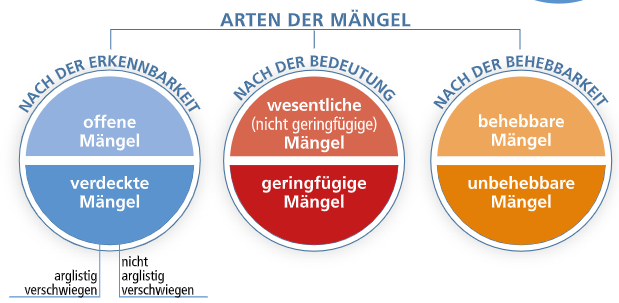 ARTEN DER MÄNGEL
NACH DER ERKENNBARKEIT
offene
Mängel
verdeckte
Mängel
arglistig
verschwiegen
nicht
arglistig
verschwiegen
NACH DER BEDEUTUNG
wesentliche
(nicht geringfügige)
Mängel
geringfügige
Mängel
NACH DER BEHEBBARKEIT
behebbare
Mängel
unbehebbare
Mängel